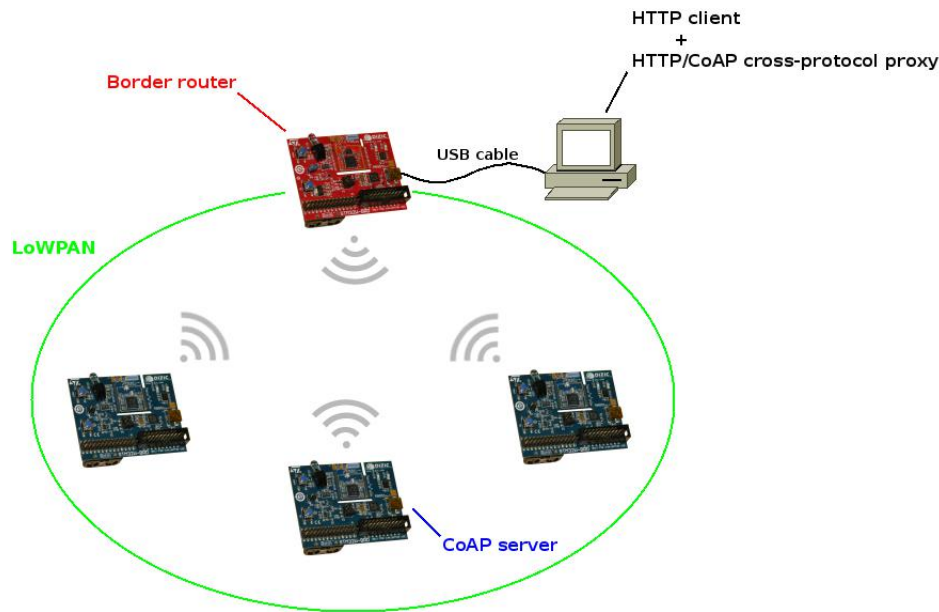 HTTP client
+
HTTP/CoAP cross-protocol proxy
Border router
USB cable
LoWPAN
CoAP server